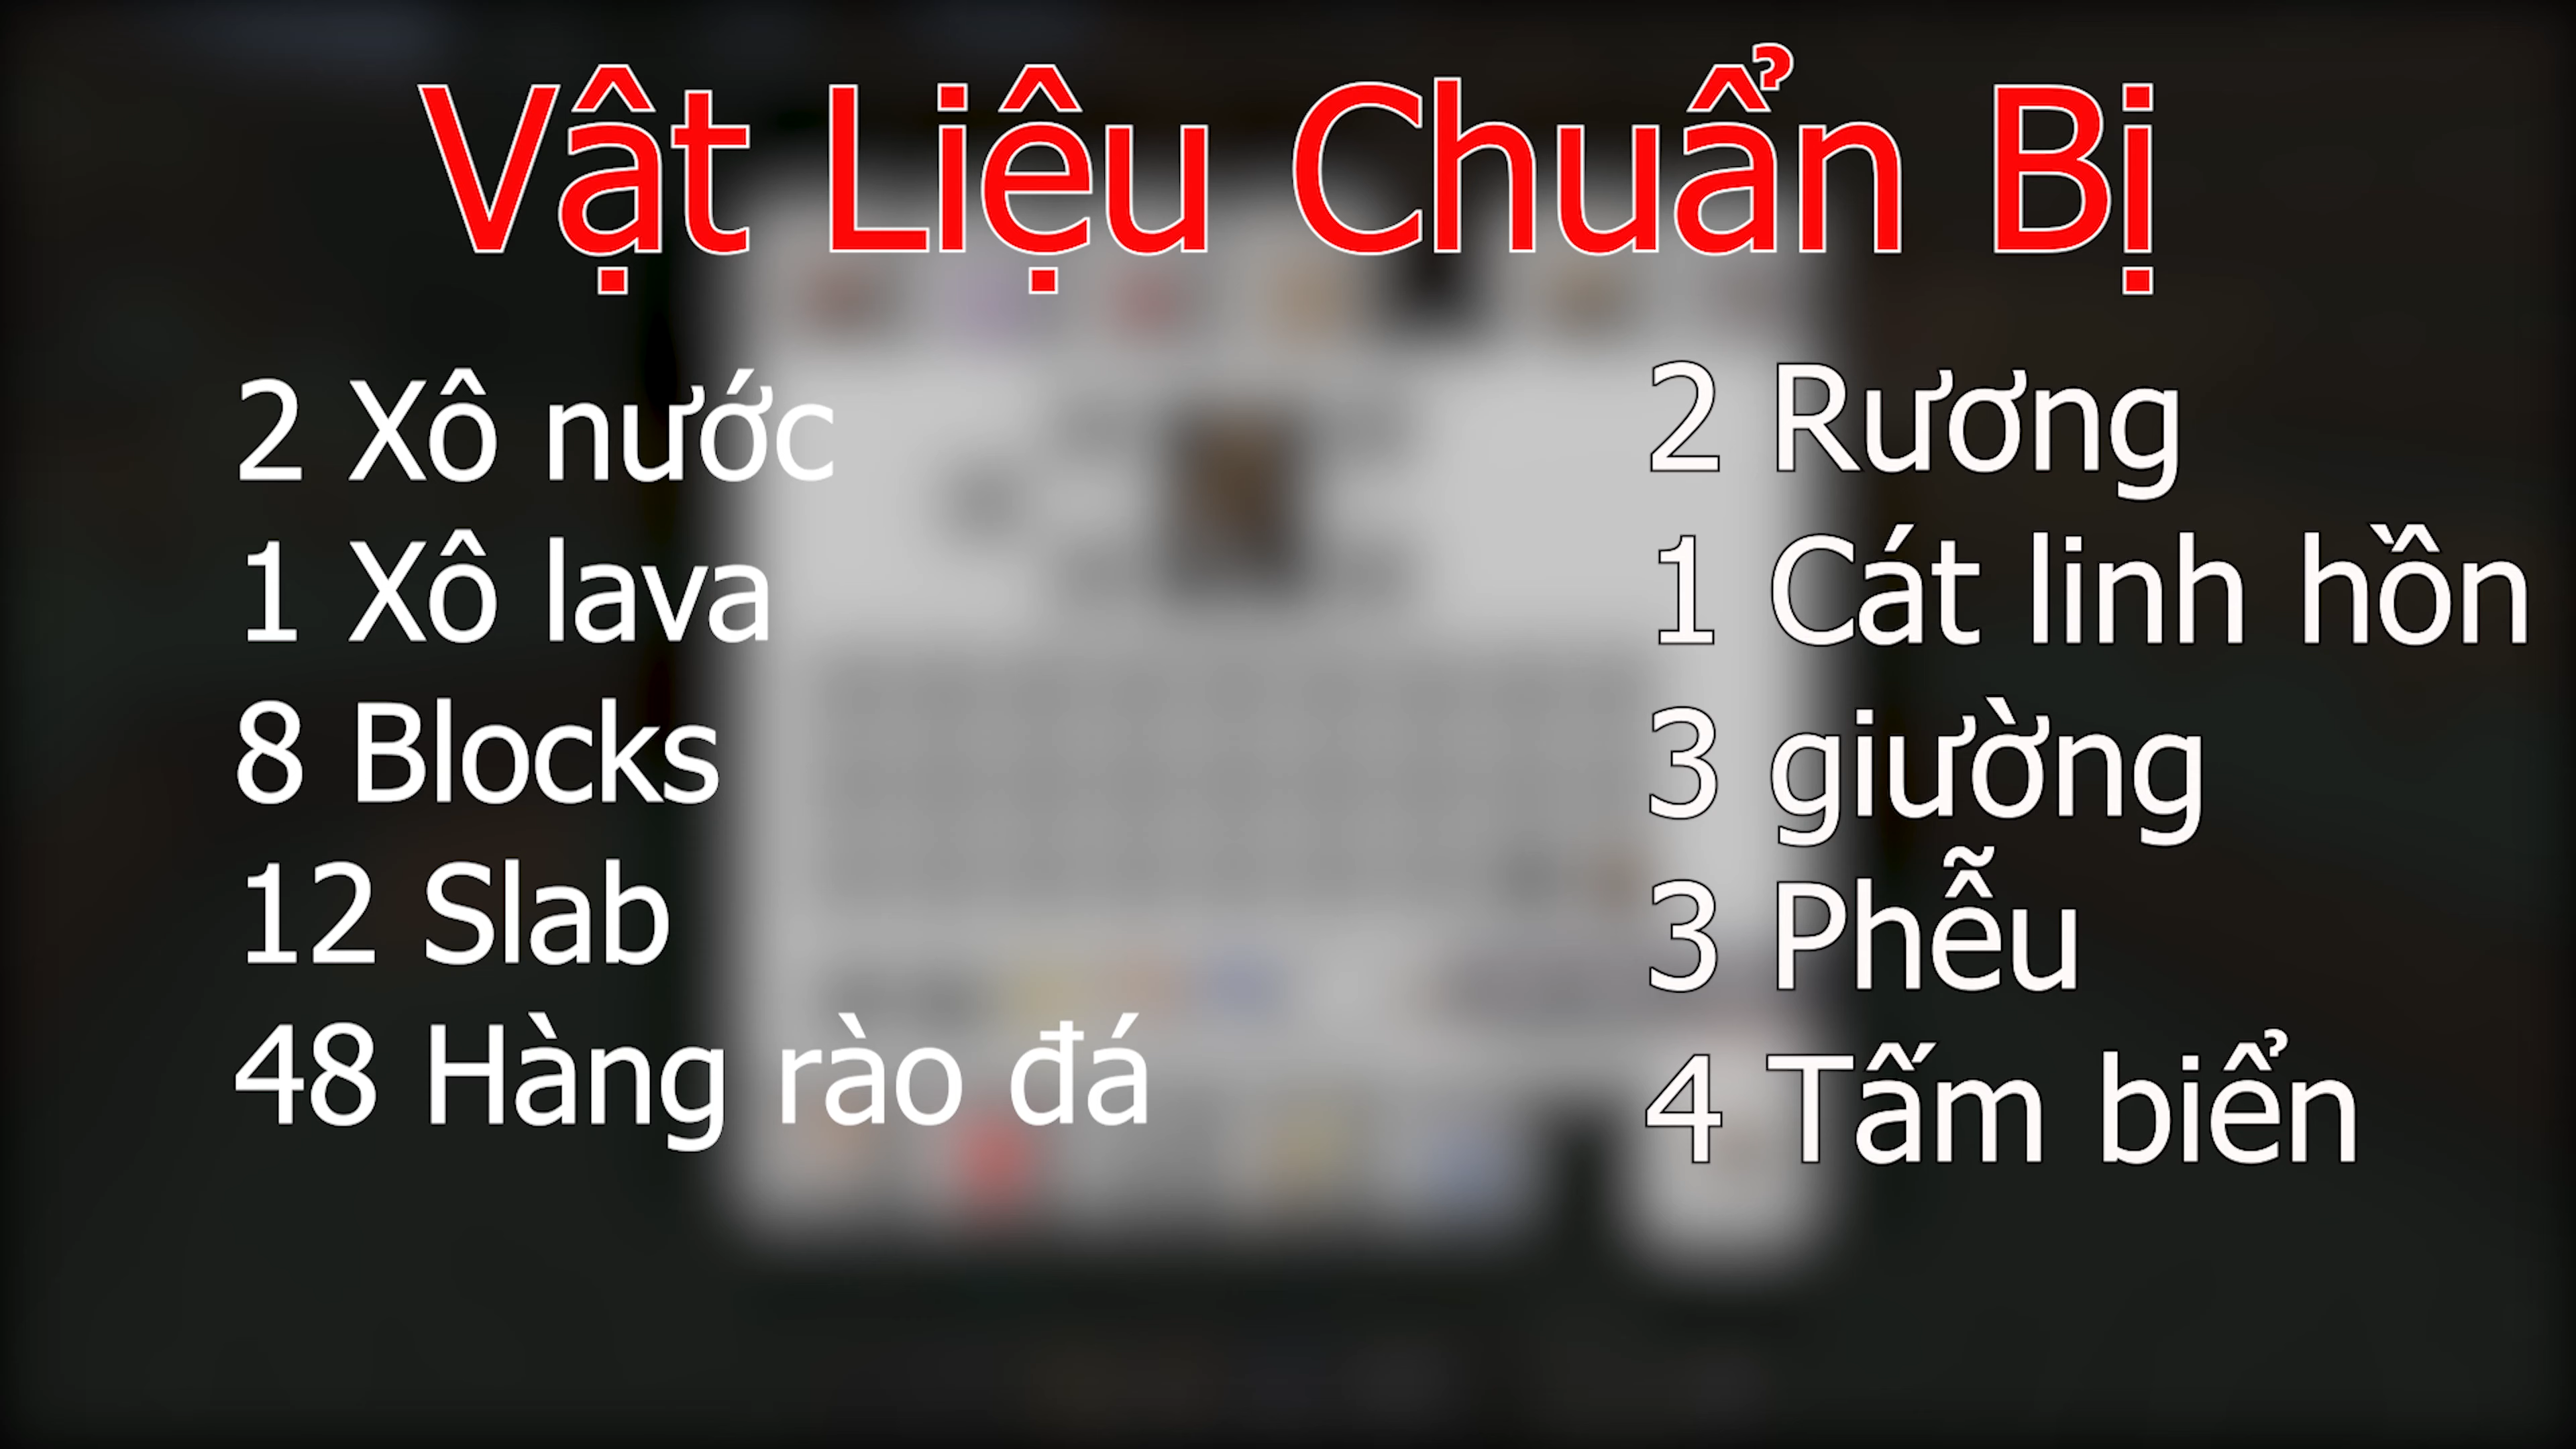 Vật Liệu Chuẩn Bị
2 Xô nước
1 Xô lava
8 Blocks
12 Slab
48 Hàng rào đá
2 Rương
1 Cát linh hồn
3 giường
3 Phễu
4 Tấm biển